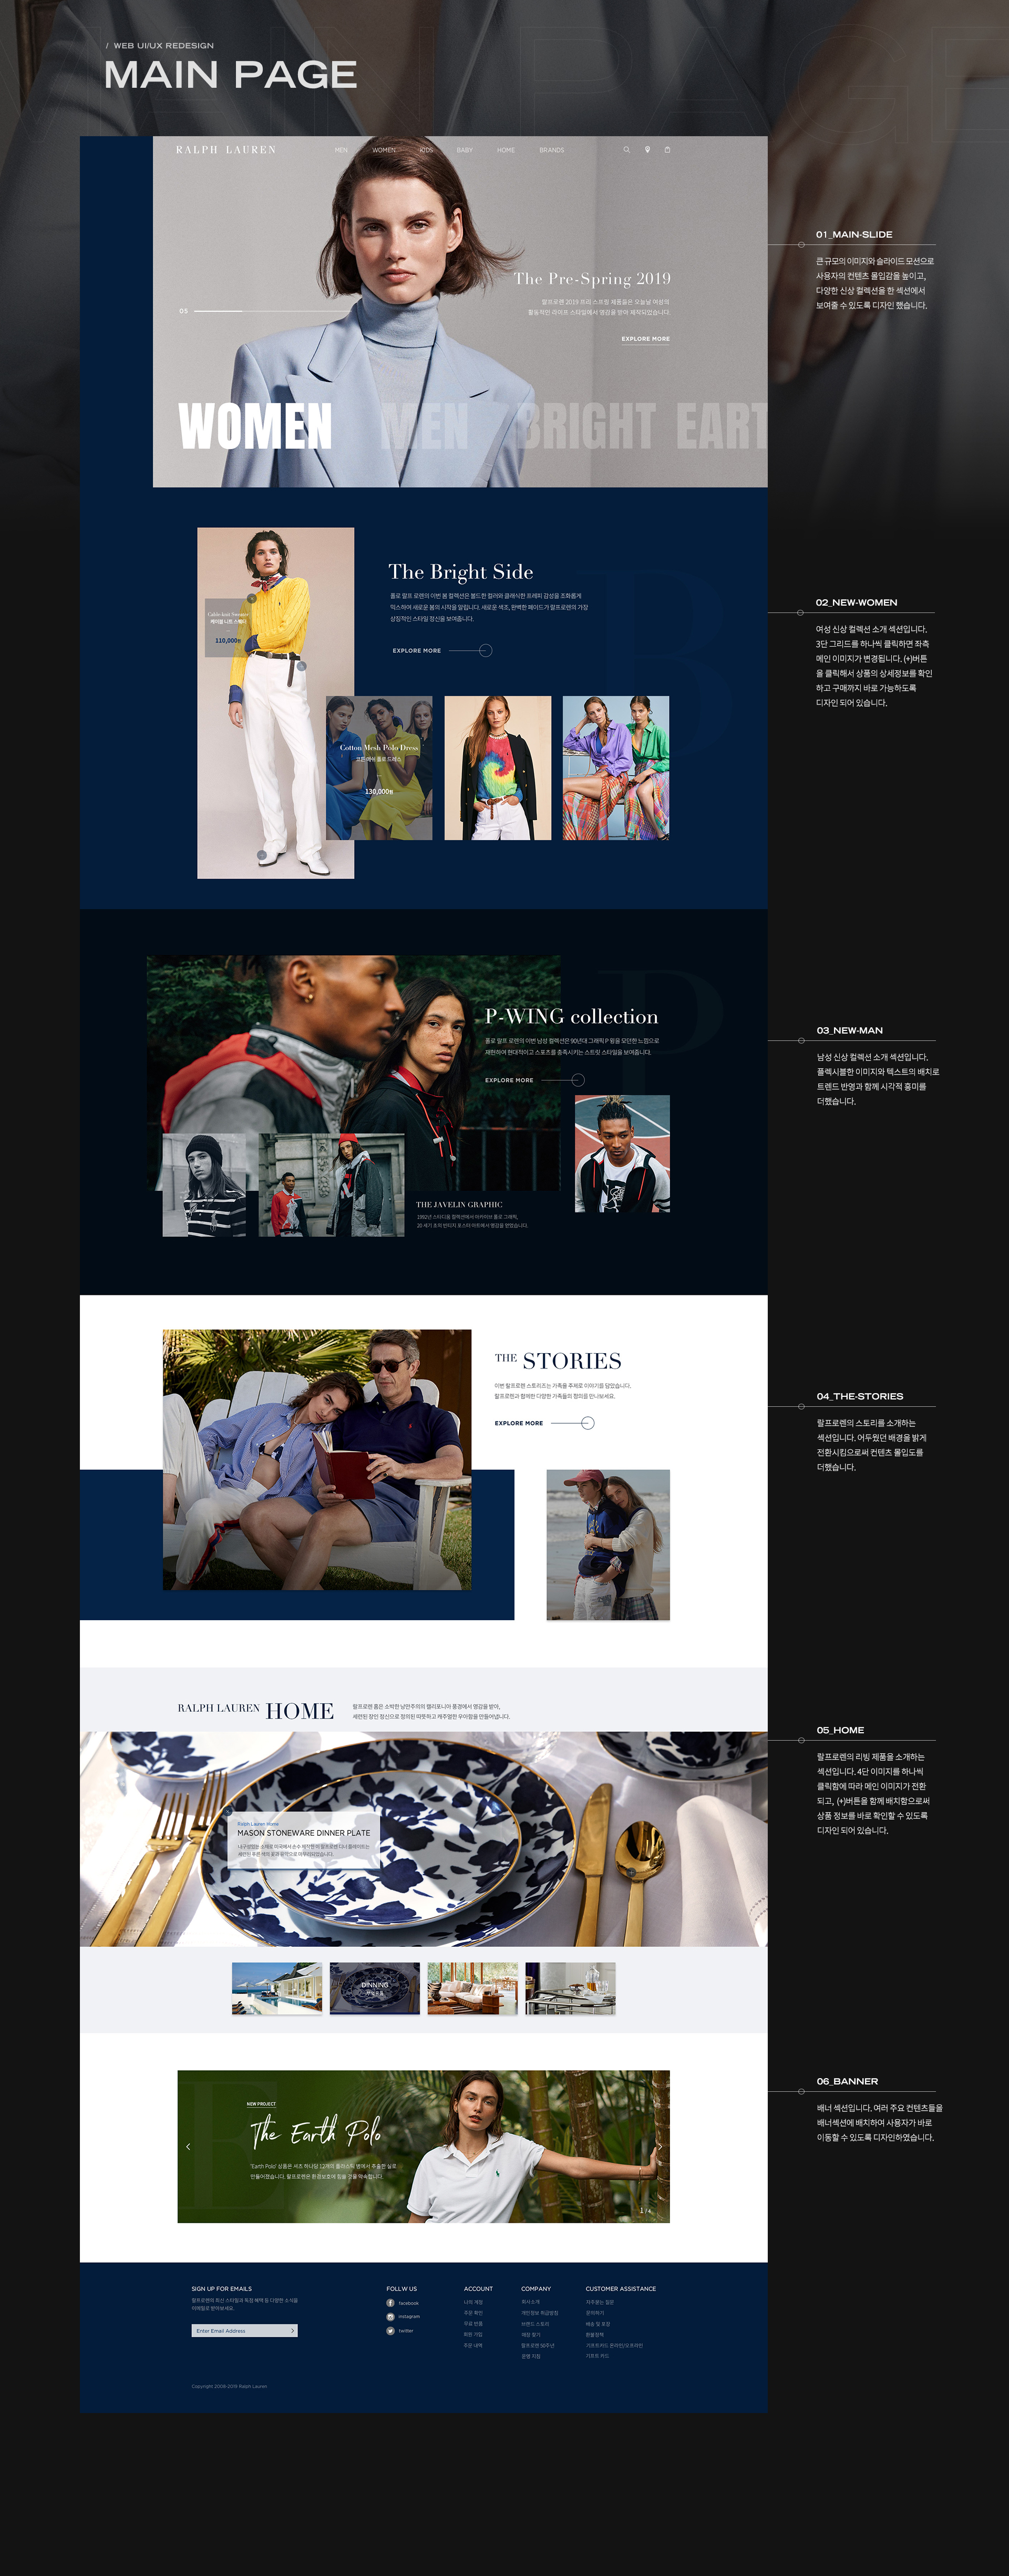 / WEB UI/UX REDESIGN
MAIN PAGE
RALPH LAUREN
MEN
WOMEN
KIDS
BABY
HOME
BRANDS
The Pre-Spring 2019
랄프로렌 2019 프리 스프링 제품들은 오늘날 여성의
활동적인 라이프 스타일에서 영감을 받아 제작되었습니다.
EXPLORE MORE
05
WOMEN MEN BRIGHT EART
01_MAIN-SLIDE
큰 규모의 이미지와 슬라이드 모션으로
사용자의 컨텐츠 몰입감을 높이고,
다양한 신상 컬렉션을 한 섹션에서
보여줄 수 있도록 디자인 했습니다.
The Bright Side
폴로 랄프 로렌의 이번 봄 컬렉션은 볼드한 컬러와 클래식한 프레피 감성을 조화롭게
믹스하여 새로운 봄의 시작을 알립니다. 새로운 색조, 완벽한 페이드가 랄프로렌의 가장
상징적인 스타일 정신을 보여줍니다.
EXPLORE MORE
Cable-knit Sweater
케이블 니트 스웨터
110,000원
Cotton Mesh Polo Dress
코튼 메쉬 폴로 드레스
130,000원
02_NEW-WOMEN
여성 신상 컬렉션 소개 섹션입니다.
3단 그리드를 하나씩 클릭하면 좌측
메인 이미지가 변경됩니다. (+)버튼
을 클릭해서 상품의 상세정보를 확인
하고 구매까지 바로 가능하도록
디자인 되어 있습니다.
P-WING collection
폴로 랄프 로렌의 이번 남성 컬렉션은 90년대 그래픽 P 윙을 모던한 느낌으로
재현하여 현대적이고 스포츠를 충족시키는 스트릿 스타일을 보여줍니다.
EXPLORE MORE
THE JAVELIN GRAPHIC
1992년 스타디움 컬렉션에서 아카이브 폴로 그래픽,
20 세기 초의 빈티지 포스터 아트에서 영감을 얻었습니다.
03_NEW-MAN
남성 신상 컬렉션 소개 섹션입니다.
플렉시블한 이미지와 텍스트의 배치로
트렌드 반영과 함께 시각적 흥미를
더했습니다.
THE STORIES
이번 랄프로렌 스토리즈는 가족을 주제로 이야기를 담았습니다.
랄프로렌과 함께한 다양한 가족들의 정의를 만나보세요.
EXPLORE MORE
04_THE-STORIES
랄프로렌의 스토리를 소개하는
섹션입니다. 어두웠던 배경을 밝게
전환시킴으로써 컨텐츠 몰입도를
더했습니다.
RALPH LAUREN HOME
랄프로렌 홈은 소박한 낭만주의의 캘리포니아 풍경에서 영감을 받아,
세련된 장인 정신으로 정의된 따뜻하고 캐주얼한 우아함을 만들어냅니다.
Ralph Lauren Home
MASON STONEWARE DINNER PLATE
DINNING
05_HOME
랄프로렌의 리빙 제품을 소개하는
섹션입니다. 4단 이미지를 하나씩
클릭함에 따라 메인 이미지가 전환
되고, (+)버튼을 함께 배치함으로써
상품 정보를 바로 확인할 수 있도록
디자인 되어 있습니다.
NEW PROJECT
The Earth Polo
'Earth Polo' 상품은 셔츠 하나당 12개의 플라스틱 병에서 추출한 실로
만들어졌습니다. 랄프로렌은 환경보호에 힘쓸 것을 약속합니다.
1 / 4
06_BANNER
배너 섹션입니다. 여러 주요 컨텐츠들을
배너섹션에 배치하여 사용자가 바로
이동할 수 있도록 디자인하였습니다.
SIGN UP FOR EMAILS
랄프로렌의 최신 스타일과 독점 혜택 등 다양한 소식을
이메일로 받아보세요.
Enter Email Address
Copyright 2008-2019 Ralph Lauren
FOLLW US
facebook
instagram
twitter
ACCOUNT
나의 계정
주문 확인
무료 반품
회원 가입
주문 내역
COMPANY
회사소개
개인정보 취급방침
브랜드 스토리
매장 찾기
랄프로렌 50주년
경영 지침
CUSTOMER ASSISTANCE
자주묻는 질문
문의하기
배송 및 포장
환불정책
기프트카드 온라인/오프라인
기프트 카드